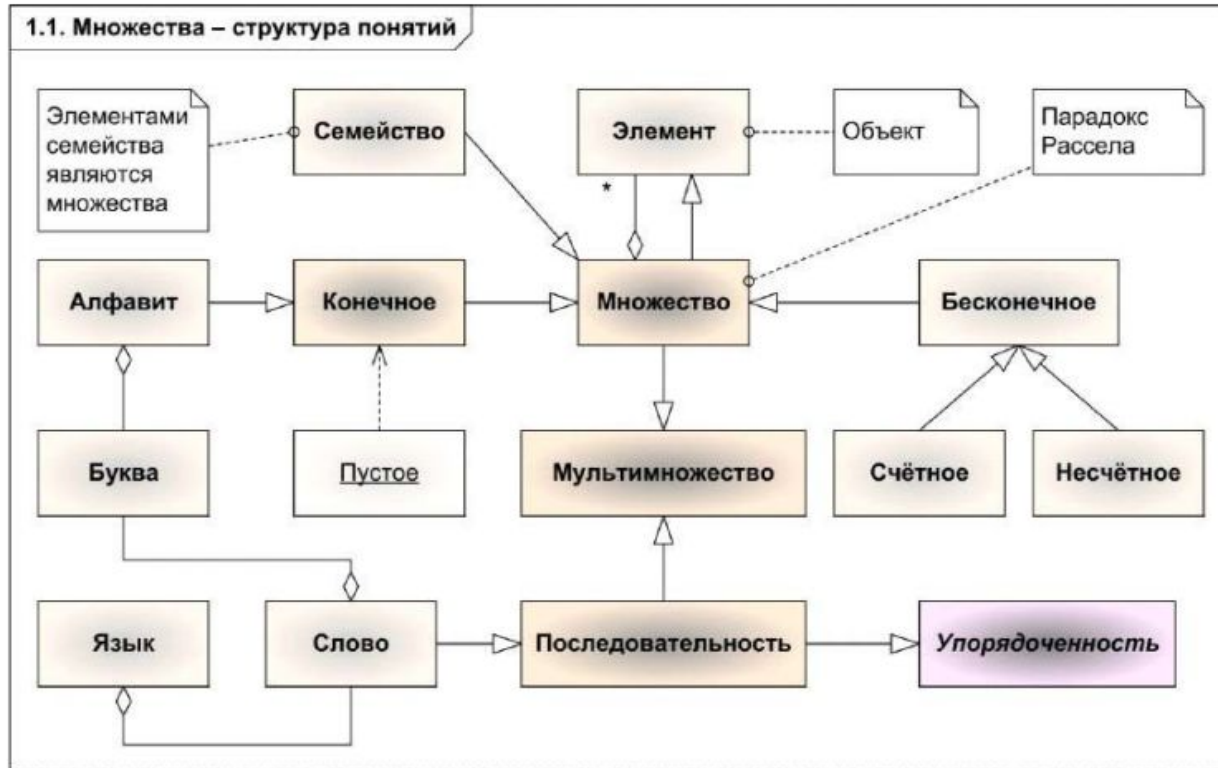 1.1. Множества – структура понятий
Элементами
семейства
являются
множества
Семейство
Элемент
Объект
Парадокс
Рассела
*
Алфавит
Конечное
Множество
Бесконечное
Буква
Пустое
Мультимножество
Счётное
Несчётное
Язык
Слово
Последовательность
Упорядоченность